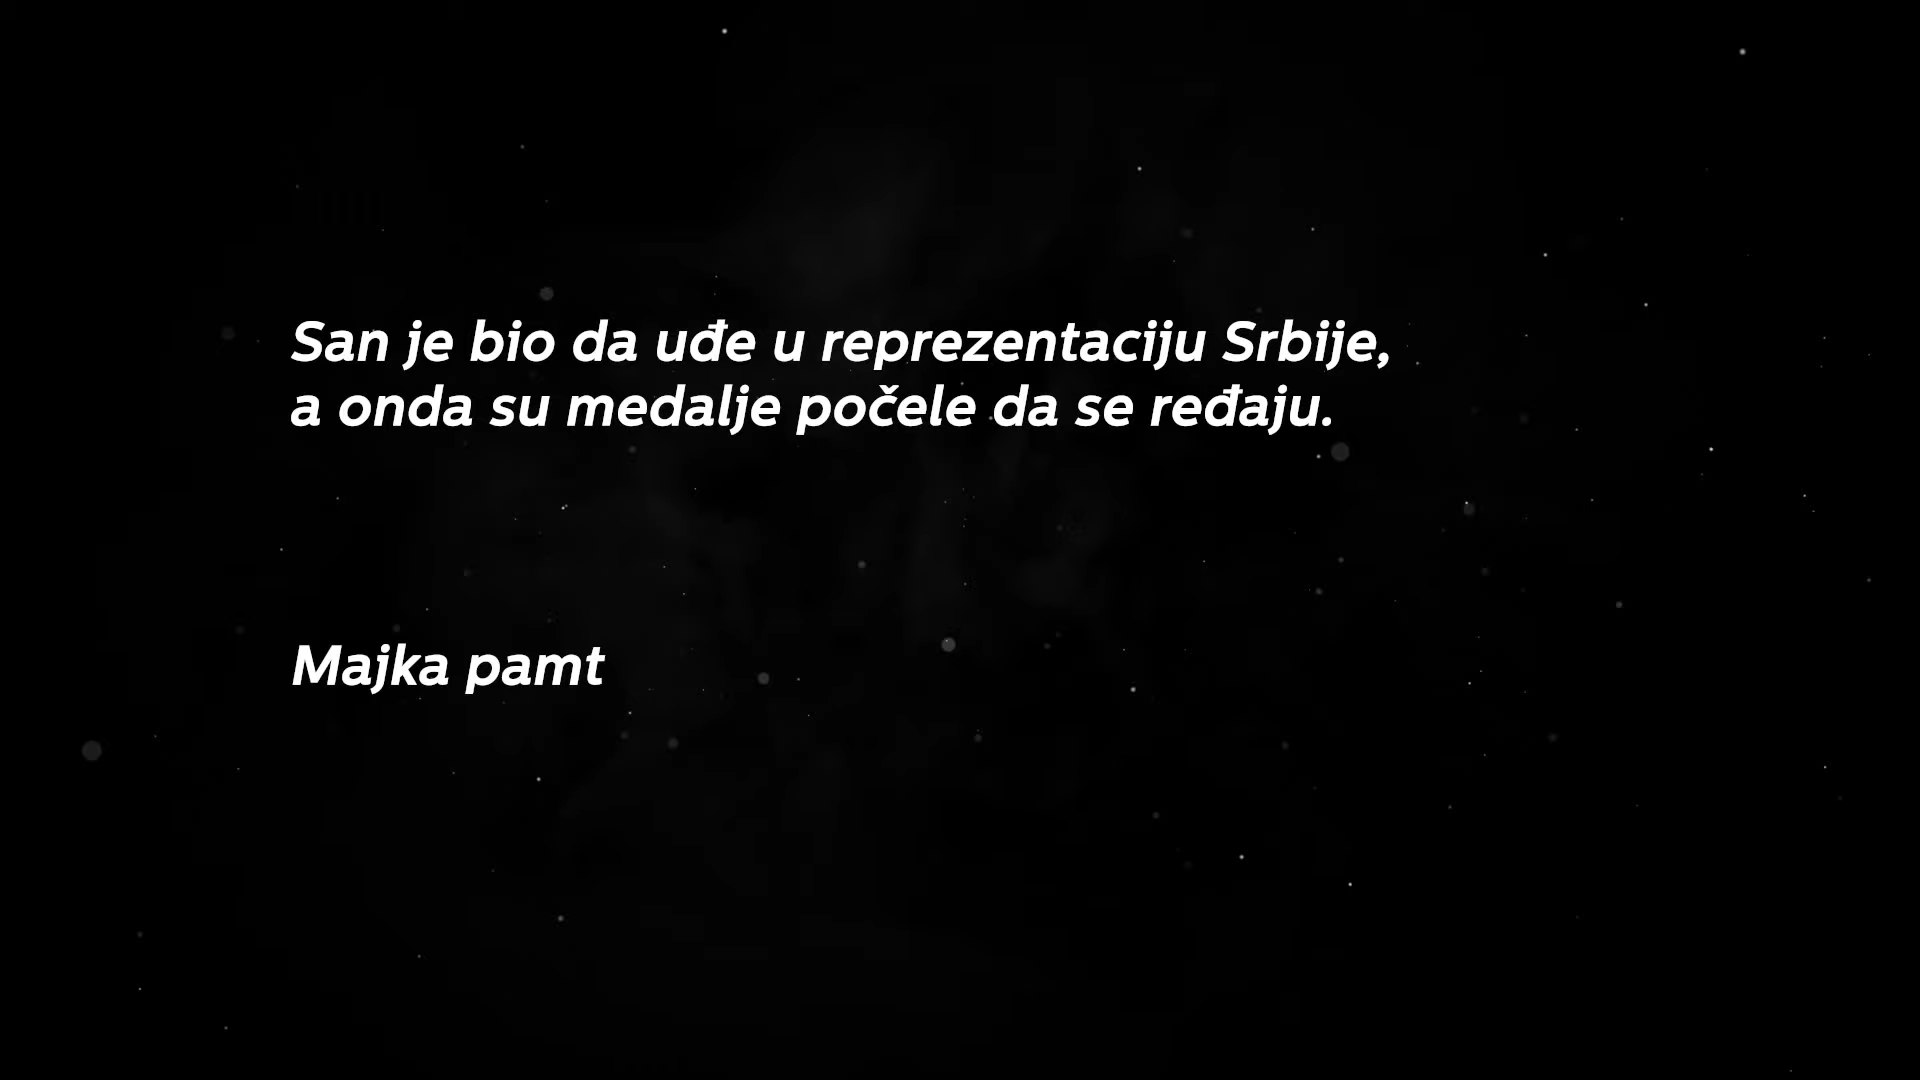 San je bio da uđe u reprezentaciju Srbije,
a onda su medalje počele da se ređaju.
Majka pamt